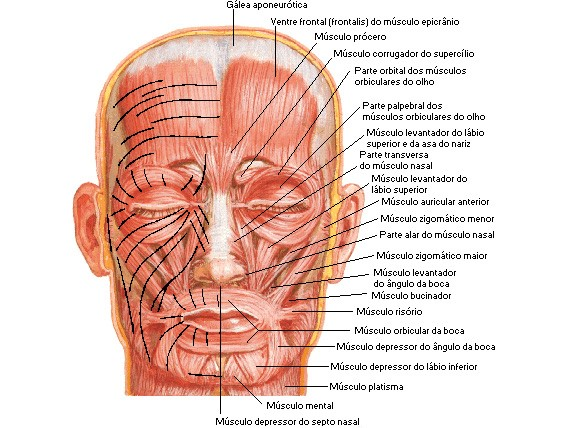 Gálea aponeurótica
Ventre frontal (frontalis) do músculo epicrânio
Músculo prócero
Músculo corrugador do supercílio
Parte orbital dos músculos
orbiculares do olho
Parte palpebral dos
músculos orbiculares do olho
Músculo levantador do lábio
superior e da asa do nariz
Parte transversa
do músculo nasal
Músculo levantador do
lábio superior
Músculo auricular anterior
Músculo zigomático menor
Parte alar do músculo nasal
Músculo zigomático maior
Músculo levantador
do ângulo da boca
Músculo bucinador
Músculo risório
Músculo orbicular da boca
Músculo depressor do ângulo da boca
Músculo depressor do lábio inferior
Músculo platisma
Músculo mental
Músculo depressor do septo nasal